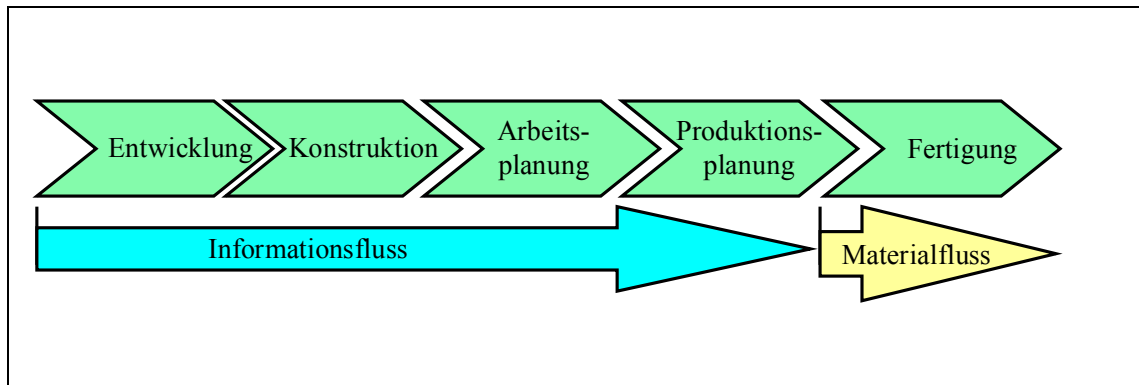 Entwicklung
Konstruktion
Arbeits-
planung
Produktions-
planung
Fertigung
Informationsfluss
Materialfluss